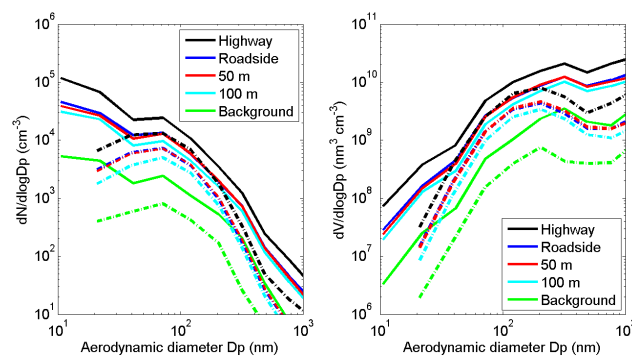 10^6
10^5
10^4
10^3
10^2
10^1
dN/dlogDp (cm^-3)
10^1
10^2
10^3
Aerodynamic diameter Dp (nm)
Highway
Roadside
50 m
100 m
Background
10^11
10^10
10^9
10^8
10^7
10^6
dV/dlogDp (nm^3 cm^-3)
10^1
10^2
10^3
Aerodynamic diameter Dp (nm)
Highway
Roadside
50 m
100 m
Background